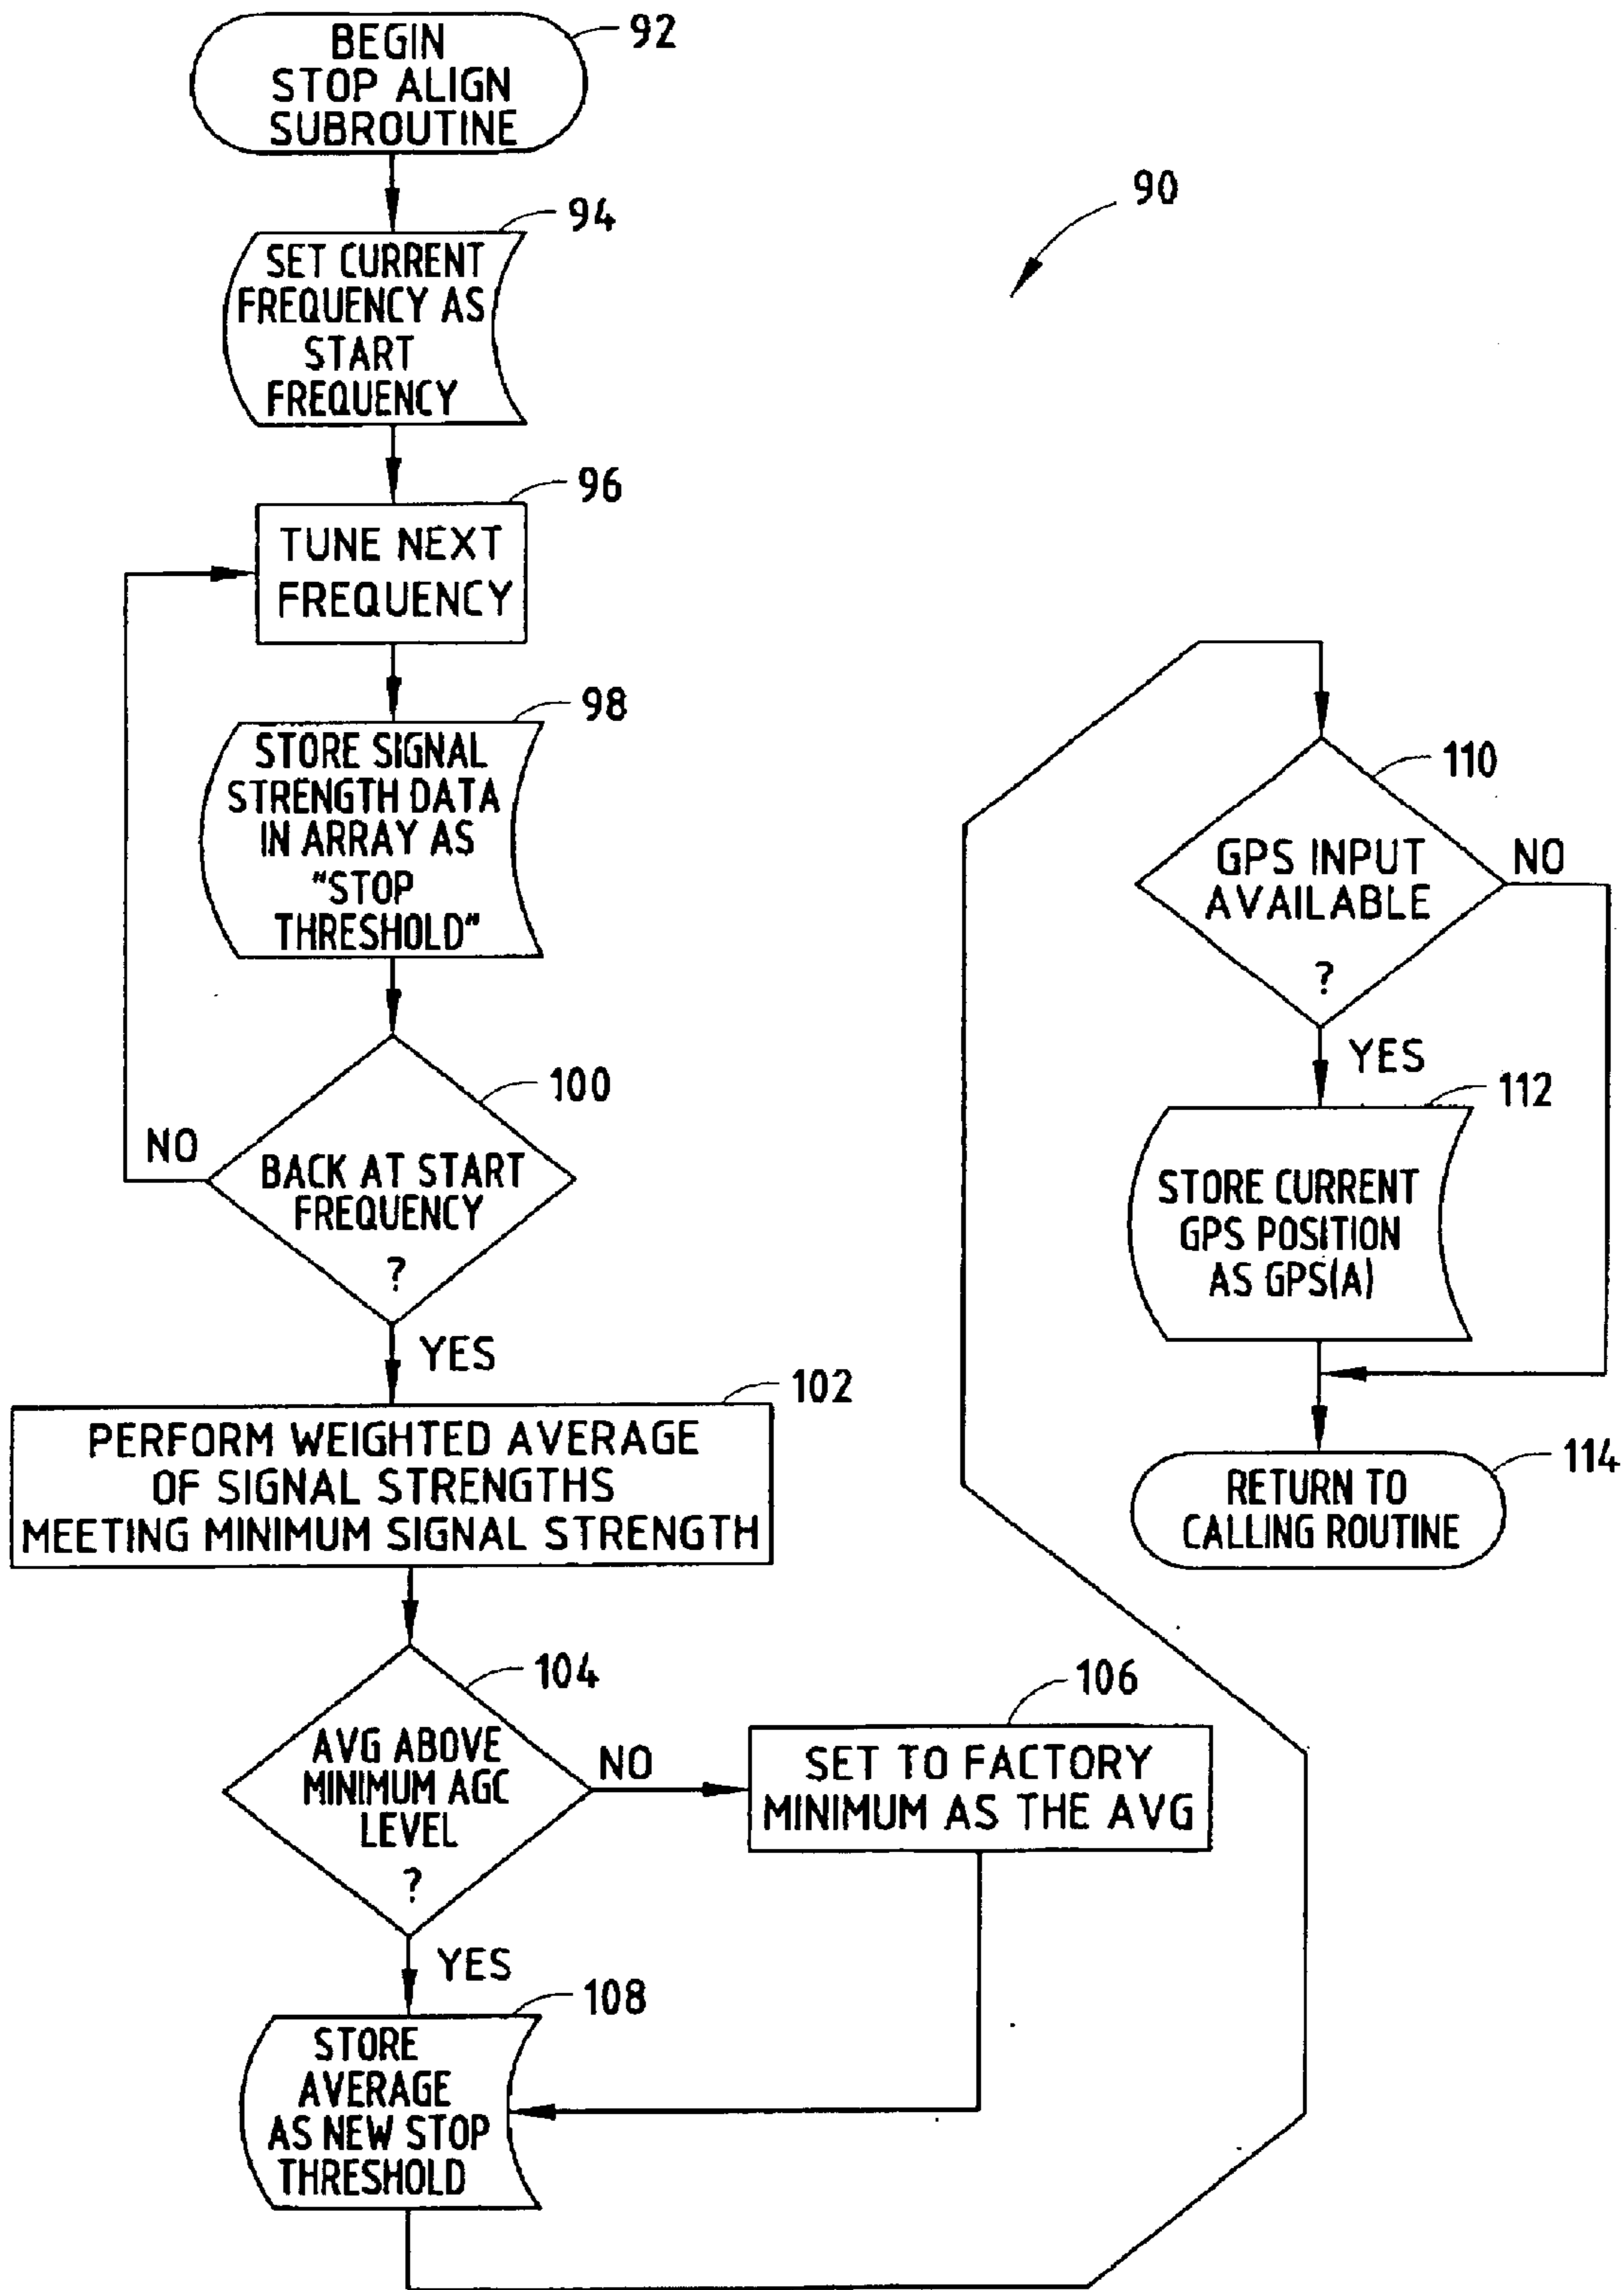 BEGIN
STOP ALIGN
SUBROUTINE
92
90
94
SET CURRENT
FREQUENCY AS
START
FREQUENCY
96
TUNE NEXT
FREQUENCY
98
STORE SIGNAL
STRENGTH DATA
IN ARRAY AS
"STOP
THRESHOLD"
100
NO
BACK AT START
FREQUENCY
?
YES
102
PERFORM WEIGHTED AVERAGE
OF SIGNAL STRENGTHS
MEETING MINIMUM SIGNAL STRENGTH
104
AVG ABOVE
MINIMUM AGC
LEVEL
?
NO
106
SET TO FACTORY
MINIMUM AS THE AVG
YES
108
STORE
AVERAGE
AS NEW STOP
THRESHOLD
110
GPS INPUT
AVAILABLE
?
NO
YES
112
STORE CURRENT
GPS POSITION
AS GPS(A)
114
RETURN TO
CALLING ROUTINE